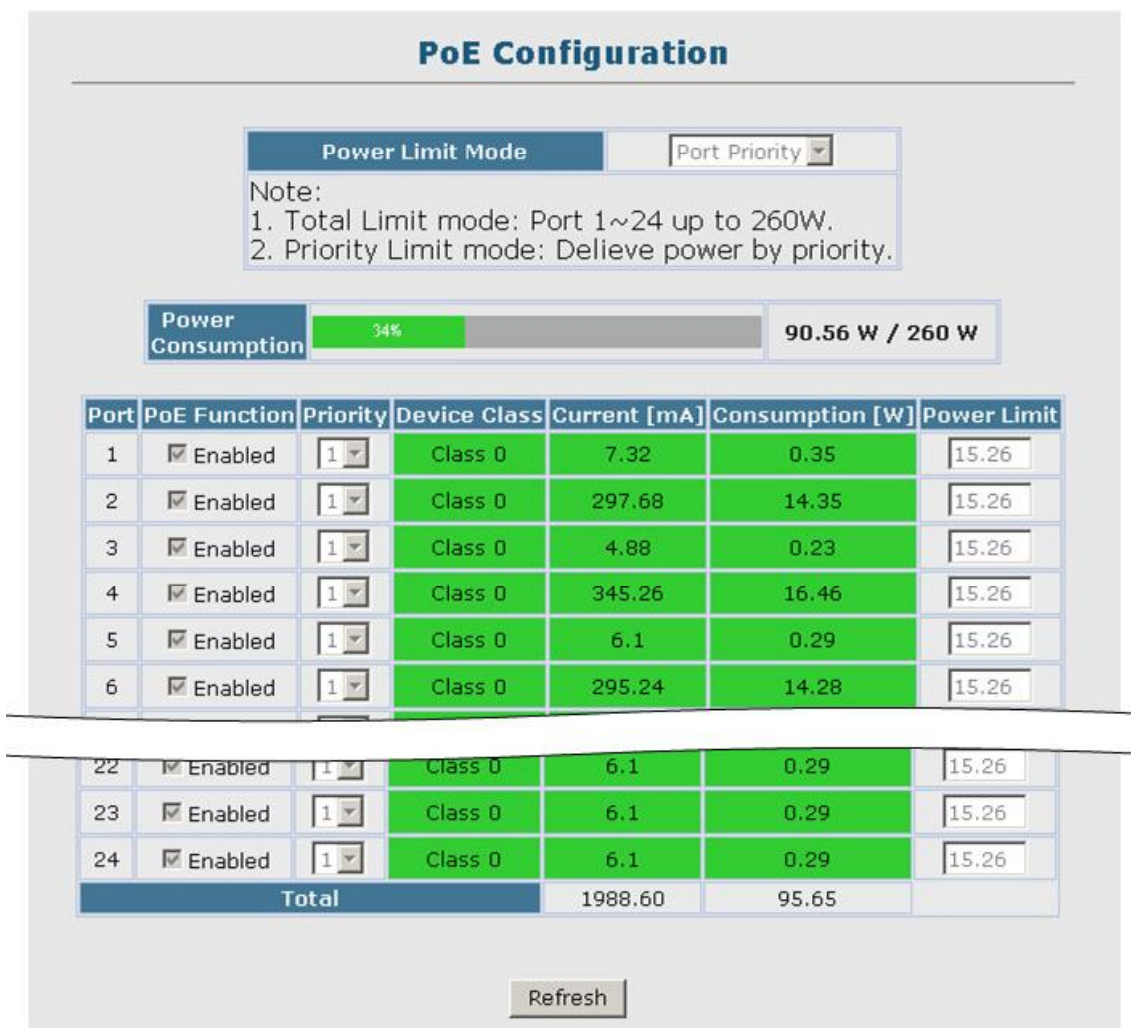 PoE Configuration
Power Limit Mode Port Priority
Note:
1. Total Limit mode: Port 1~24 up to 260W.
2. Priority Limit mode: Delieve power by priority.
Power Consumption 34% 90.56 W / 260 W
Port PoE Function Priority Device Class Current [mA] Consumption [W] Power Limit
1 Enabled 1 Class 0 7.32 0.35 15.26
2 Enabled 1 Class 0 297.68 14.35 15.26
3 Enabled 1 Class 0 4.88 0.23 15.26
4 Enabled 1 Class 0 345.26 16.46 15.26
5 Enabled 1 Class 0 6.1 0.29 15.26
6 Enabled 1 Class 0 295.24 14.28 15.26
22 Enabled 1 Class 0 6.1 0.29 15.26
23 Enabled 1 Class 0 6.1 0.29 15.26
24 Enabled 1 Class 0 6.1 0.29 15.26
Total 1988.60 95.65
Refresh